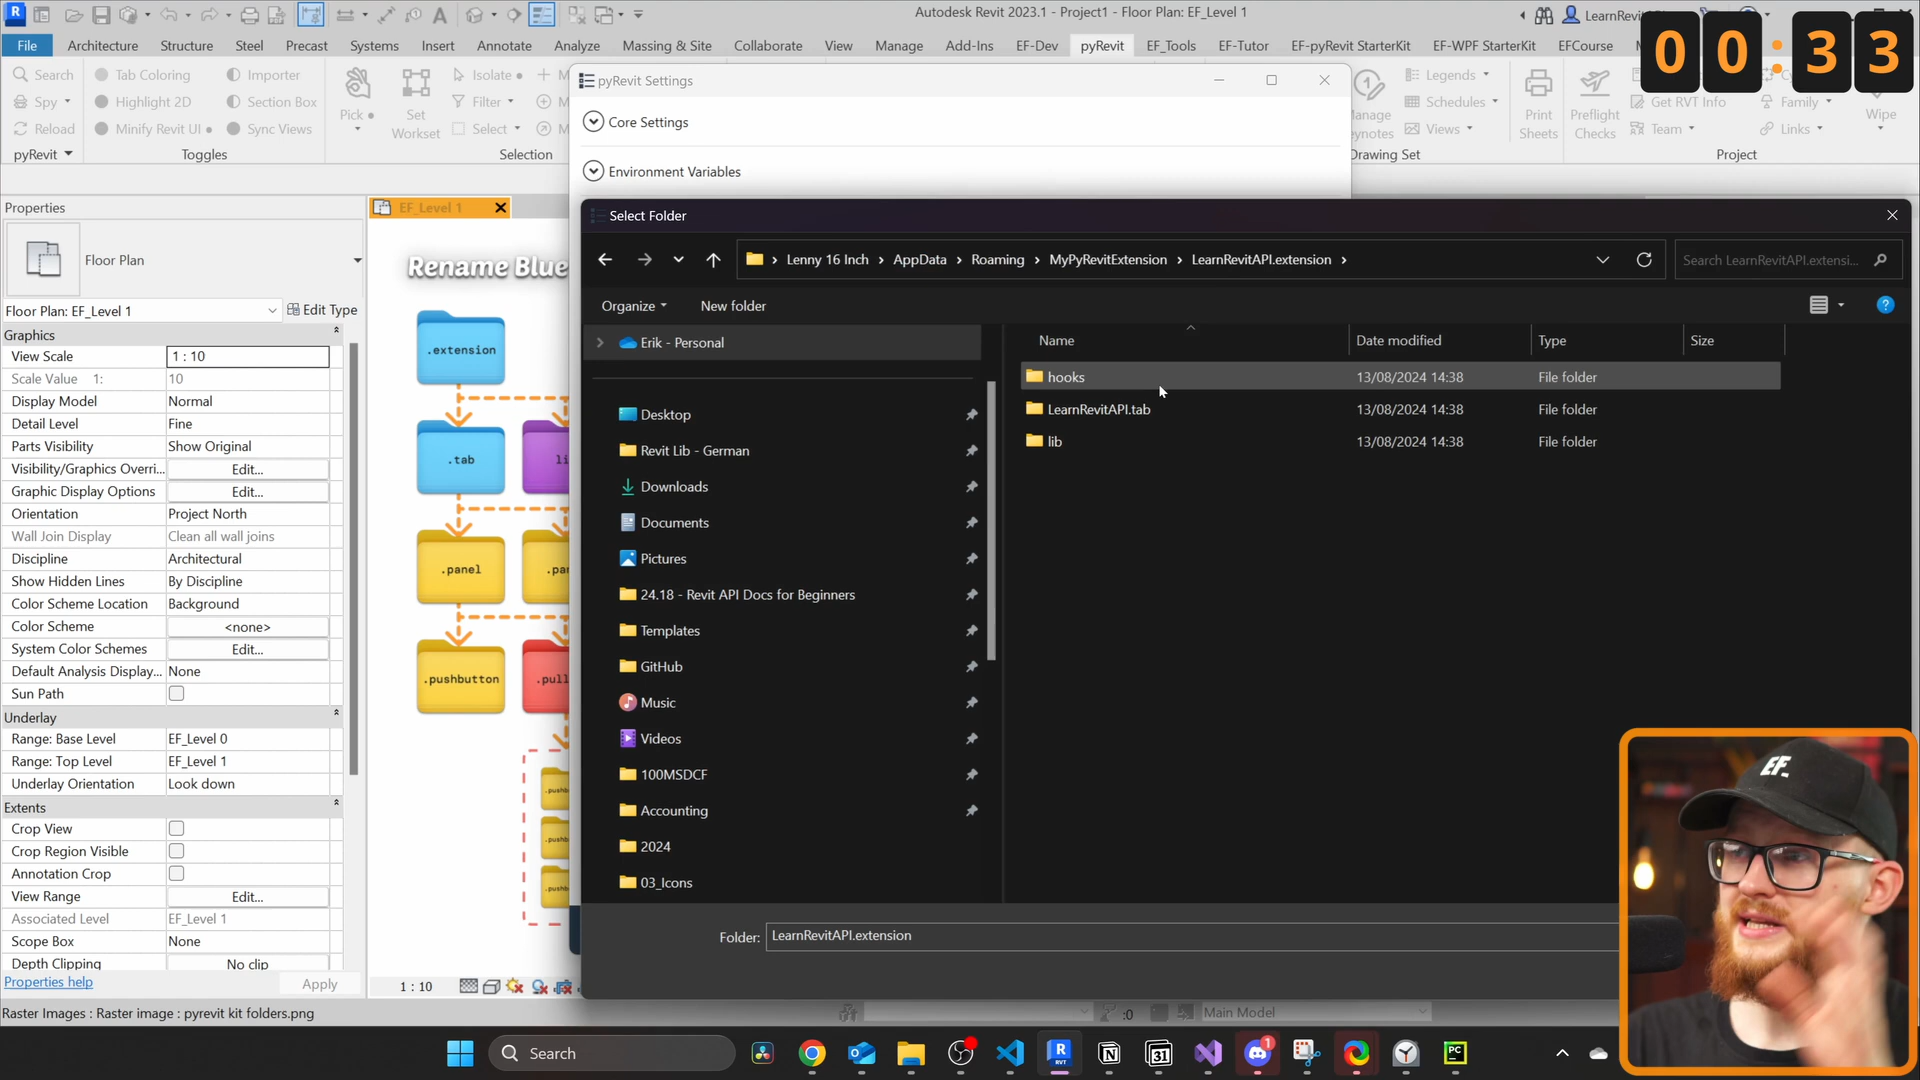 Autodesk Revit 2023.1 - Project1 - Floor Plan: EF_Level 1
00:33
File Architecture Structure Steel Precast Systems Insert Annotate Analyze Massing & Site Collaborate View Manage Add-Ins EF-Dev pyRevit EF_Tools EF-Tutor EF-pyRevit StarterKit EF-WPF StarterKit EFCourse
Search Tab Coloring Importer Isolate
Spy Highlight 2D Section Box Filter
Reload Minify Revit UI Sync Views Select
Pick
Set Workset
pyRevit Toggles Selection
Legends
Schedules Get RVT Info Family
Views Team Links
Print Sheets
Preflight Checks
Wipe
Drawing Set Project
pyRevit Settings
Core Settings
Environment Variables
Properties
Floor Plan
Floor Plan: EF_Level 1 Edit Type
Graphics
View Scale 1 : 10
Scale Value 1: 10
Display Model Normal
Detail Level Fine
Parts Visibility Show Original
Visibility/Graphics Overri... Edit...
Graphic Display Options Edit...
Orientation Project North
Wall Join Display Clean all wall joins
Discipline Architectural
Show Hidden Lines By Discipline
Color Scheme Location Background
Color Scheme <none>
System Color Schemes Edit...
Default Analysis Display... None
Sun Path
Underlay
Range: Base Level EF_Level 0
Range: Top Level EF_Level 1
Underlay Orientation Look down
Extents
Crop View
Crop Region Visible
Annotation Crop
View Range Edit...
Associated Level EF_Level 1
Scope Box None
Depth Clipping No clip
Properties help Apply
EF_Level 1
Rename Blue
.extension
.tab li
.panel .pa
.pushbutton .pull
.pushb
.pushb
.pushb
1 : 10
Select Folder
Lenny 16 Inch > AppData > Roaming > MyPyRevitExtension > LearnRevitAPI.extension >
Search LearnRevitAPI.extensi...
Organize New folder
Erik - Personal
Desktop
Revit Lib - German
Downloads
Documents
Pictures
24.18 - Revit API Docs for Beginners
Templates
GitHub
Music
Videos
100MSDCF
Accounting
2024
03_Icons
Name Date modified Type Size
hooks 13/08/2024 14:38 File folder
LearnRevitAPI.tab 13/08/2024 14:38 File folder
lib 13/08/2024 14:38 File folder
Folder: LearnRevitAPI.extension
EF_
Raster Images : Raster image : pyrevit kit folders.png
:0 Main Model
Search
31
1
PC